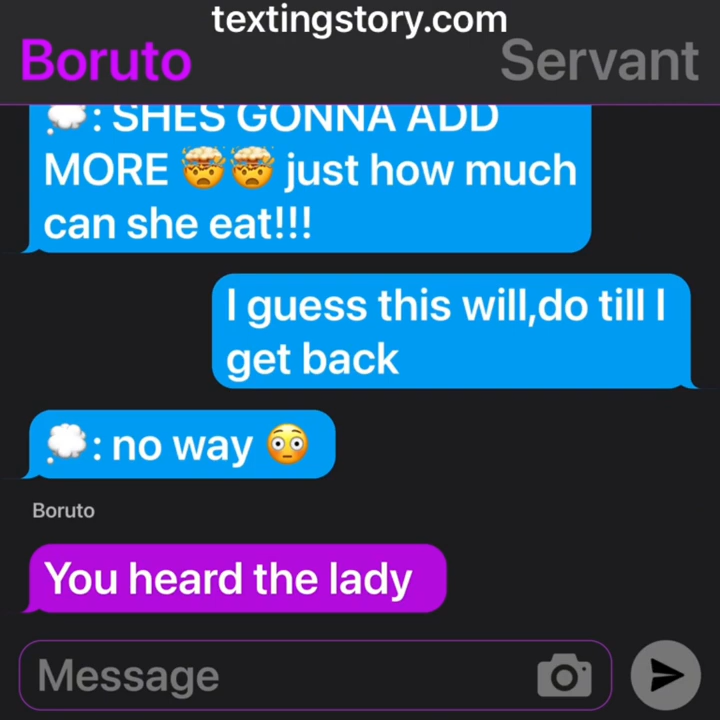 textingstory.com
Boruto Servant
💭: SHES GONNA ADD
MORE 🤯🤯 just how much
can she eat!!!
I guess this will,do till I
get back
💭: no way 😳
Boruto
You heard the lady
Message